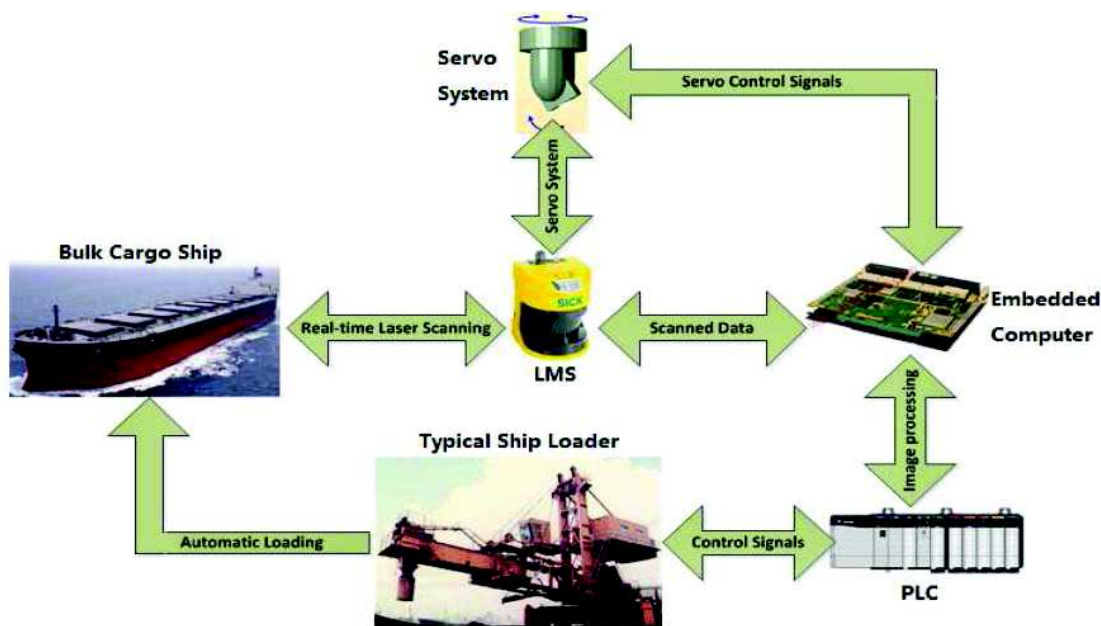 Servo
System
Servo Control Signals
Servo System
Bulk Cargo Ship
Real-time Laser Scanning
SICK
LMS
Scanned Data
Embedded
Computer
Image processing
Typical Ship Loader
Automatic Loading
Control Signals
PLC